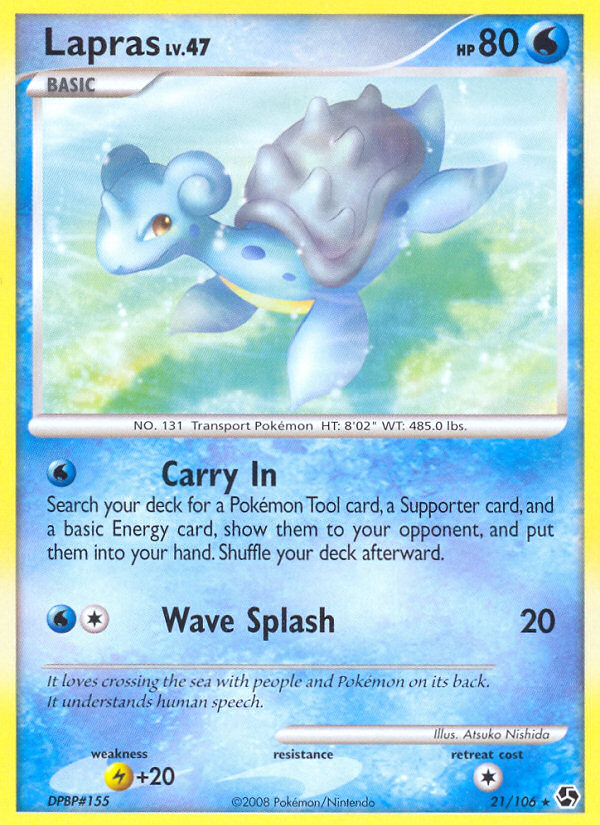 Lapras LV.47 HP 80
BASIC
NO. 131 Transport Pokémon HT: 8'02" WT: 485.0 lbs.
Carry In
Search your deck for a Pokémon Tool card, a Supporter card, and
a basic Energy card, show them to your opponent, and put
them into your hand. Shuffle your deck afterward.
Wave Splash 20
It loves crossing the sea with people and Pokémon on its back.
It understands human speech.
Illus. Atsuko Nishida
weakness resistance retreat cost
+20
DPBP#155 ©2008 Pokémon/Nintendo 21/106 ★